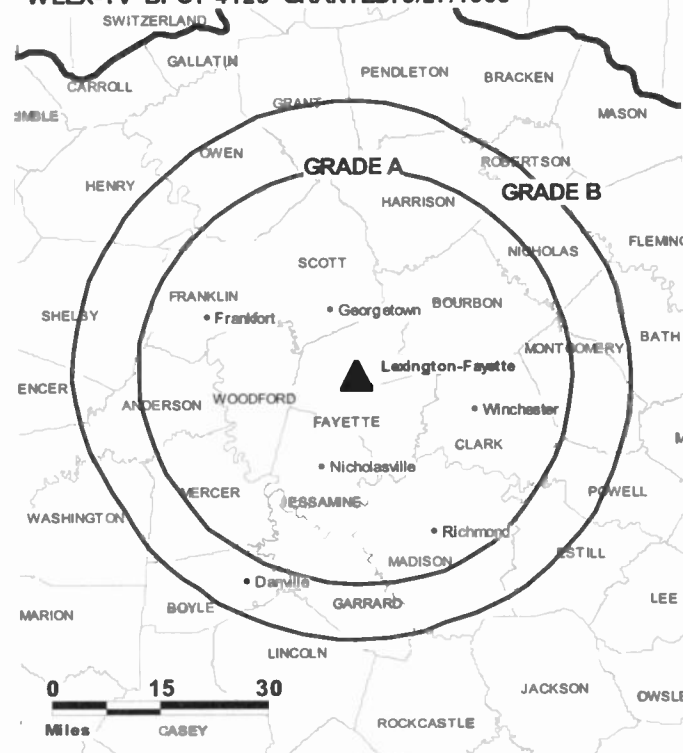 SWITZERLAND
GALLATIN
PENDLETON
BRACKEN
CARROLL
GRANT
MASON
OWEN
GRADE A
ROBERTSON
HENRY
GRADE B
HARRISON
NICHOLAS
FLEMING
SCOTT
FRANKLIN
Georgetown
BOURBON
Frankfort
SHELBY
BATH
MONTGOMERY
Lexington-Fayette
ENCER
WOODFORD
ANDERSON
Winchester
FAYETTE
CLARK
Nicholasville
MERCER
JESSAMINE
POWELL
WASHINGTON
Richmond
ESTILL
MADISON
Danville
LEE
GARRARD
BOYLE
MARION
LINCOLN
0 15 30
JACKSON
OWSLE
Miles
CASEY
ROCKCASTLE